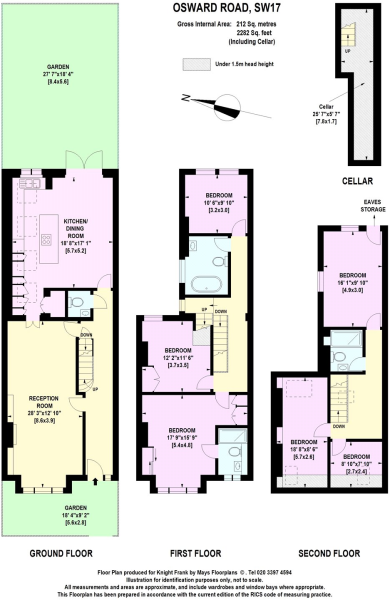 OSWARD ROAD, SW17
Gross Internal Area: 212 Sq. metres
2282 Sq. feet
(Including Cellar)
Under 1.5m head height
N
GARDEN
27' 7"x18' 4"
[8.4x5.6]
KITCHEN/
DINING
ROOM
18' 8"x17' 1"
[5.7x5.2]
DOWN
UP
RECEPTION
ROOM
28' 3"x12' 10"
[8.6x3.9]
GARDEN
18' 4"x9' 2"
[5.6x2.8]
GROUND FLOOR
BEDROOM
10' 6"x9' 10"
[3.2x3.0]
UP
DOWN
BEDROOM
12' 2"x11' 6"
[3.7x3.5]
BEDROOM
17' 9"x15' 9"
[5.4x4.8]
FIRST FLOOR
UP
Cellar
25' 7"x5' 7"
[7.8x1.7]
CELLAR
EAVES
STORAGE
BEDROOM
16' 1"x9' 10"
[4.9x3.0]
DOWN
BEDROOM
18' 8"x8' 6"
[5.7x2.6]
BEDROOM
8' 10"x7' 10"
[2.7x2.4]
SECOND FLOOR
Floor Plan produced for Knight Frank by Mays Floorplans © . Tel 020 3397 4594
Illustration for identification purposes only, not to scale.
All measurements and areas are approximate, and include wardrobes and window bays where appropriate.
This Floor Plan has been prepared in accordance with the current edition of the RICS code of measuring practice.